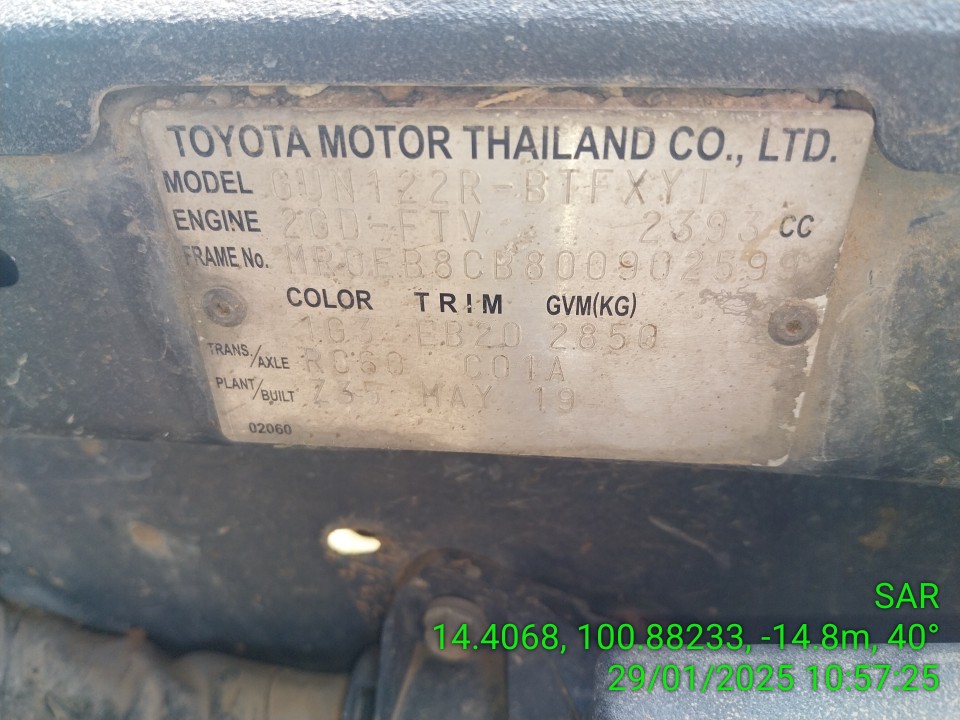 TOYOTA MOTOR THAILAND CO., LTD.
MODEL GUN122R-BTFXYT
ENGINE 2GD-FTV 2393 CC
FRAME No. MR0EB8CB800902599
COLOR TRIM GVM(KG)
EB20 2850
TRANS./AXLE RC60 C01A
PLANT/BUILT Z35 MAY 19
02060
SAR
14.4068, 100.88233, -14.8m, 40°
29/01/2025 10:57:25